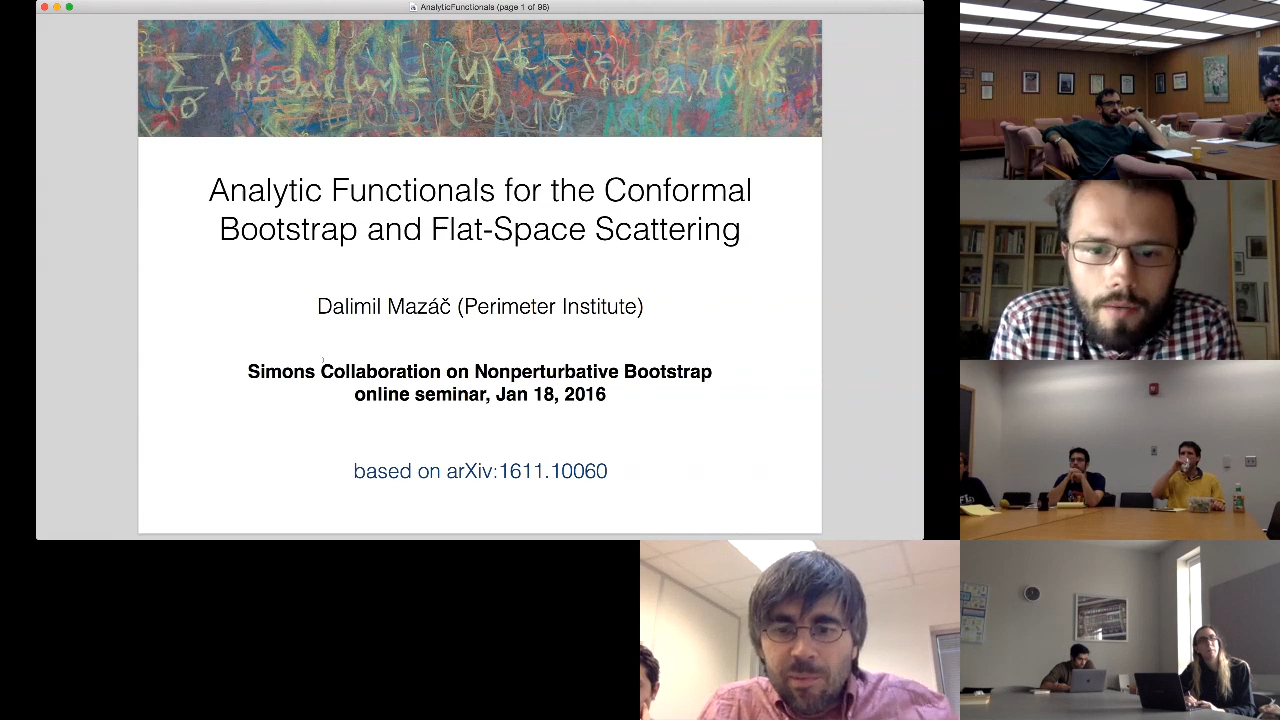 AnalyticFunctionals (page 1 of 96)
Analytic Functionals for the Conformal
Bootstrap and Flat-Space Scattering
Dalimil Mazáč (Perimeter Institute)
Simons Collaboration on Nonperturbative Bootstrap
online seminar, Jan 18, 2016
based on arXiv:1611.10060